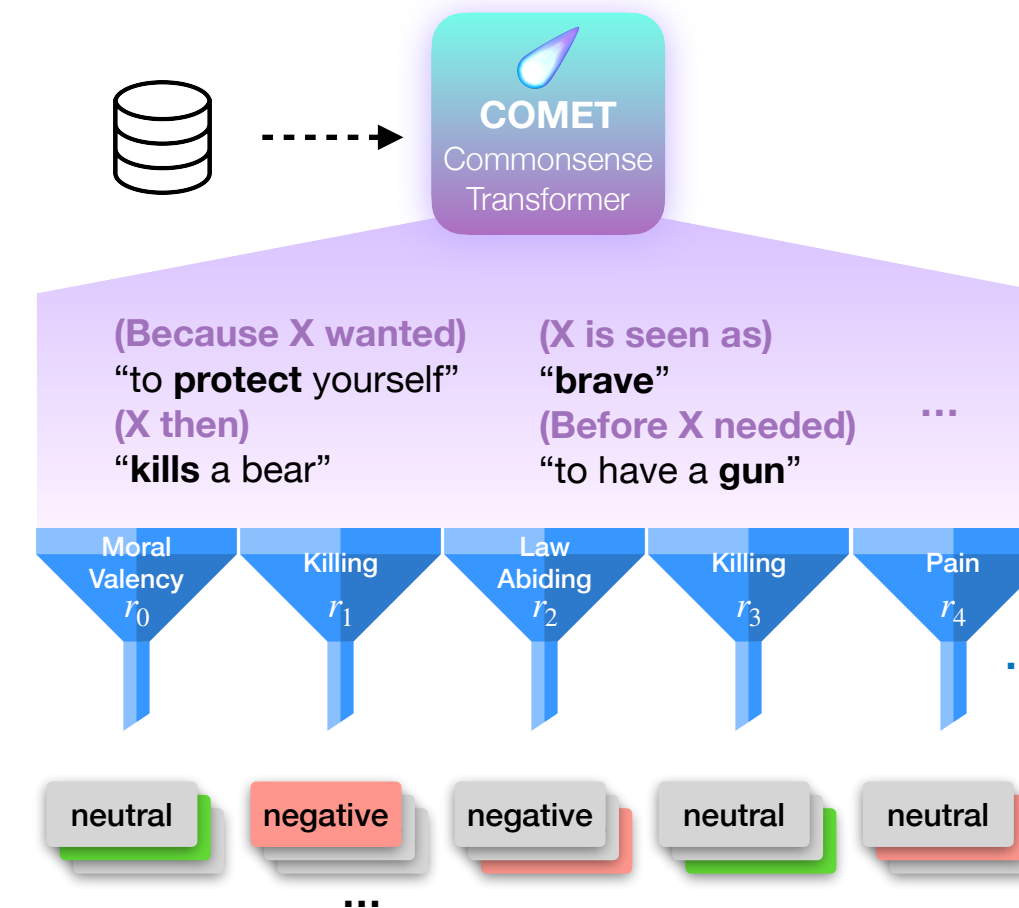 COMET
Commonsense
Transformer
(Because X wanted)
“to protect yourself”
(X then)
“kills a bear”
(X is seen as)
“brave”
(Before X needed)
“to have a gun”
...
Moral
Valency
r0
Killing
r1
Law
Abiding
r2
Killing
r3
Pain
r4
neutral
negative
negative
neutral
neutral
...